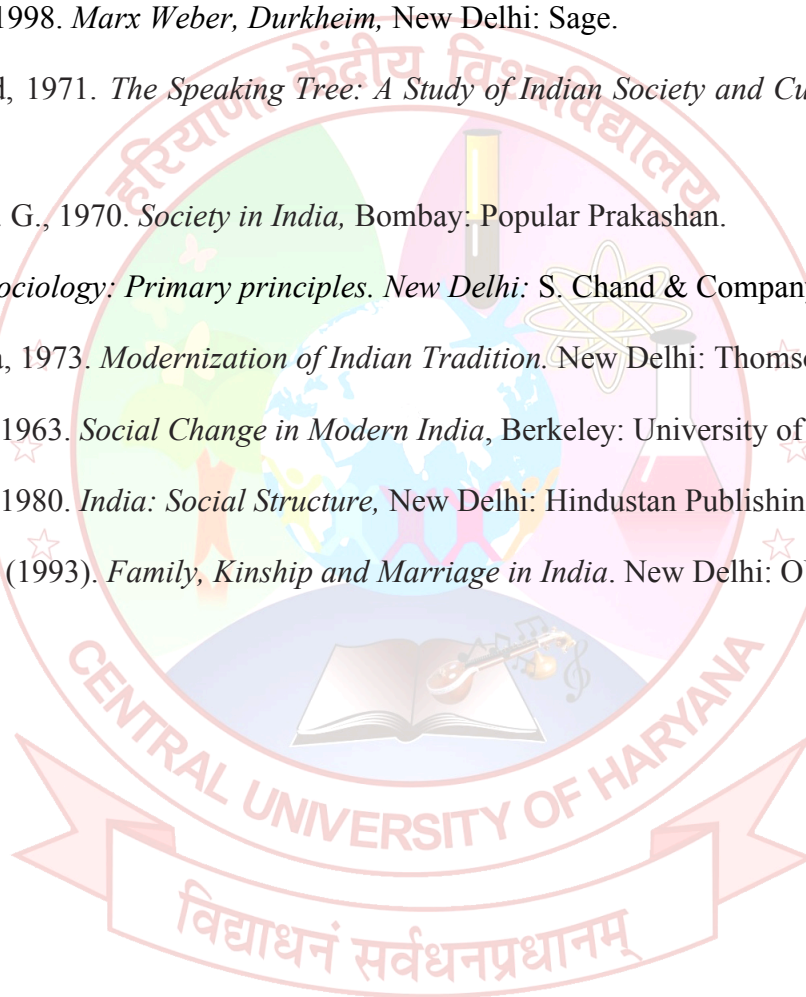 1998. Marx Weber, Durkheim, New Delhi: Sage.
d, 1971. The Speaking Tree: A Study of Indian Society and Cu
हरियाणा केंद्रीय विश्वविद्यालय
G., 1970. Society in India, Bombay: Popular Prakashan.
ociology: Primary principles. New Delhi: S. Chand & Company
a, 1973. Modernization of Indian Tradition. New Delhi: Thomso
1963. Social Change in Modern India, Berkeley: University of
1980. India: Social Structure, New Delhi: Hindustan Publishin
(1993). Family, Kinship and Marriage in India. New Delhi: O
CENTRAL UNIVERSITY OF HARYANA
विद्याधनं सर्वधनप्रधानम्